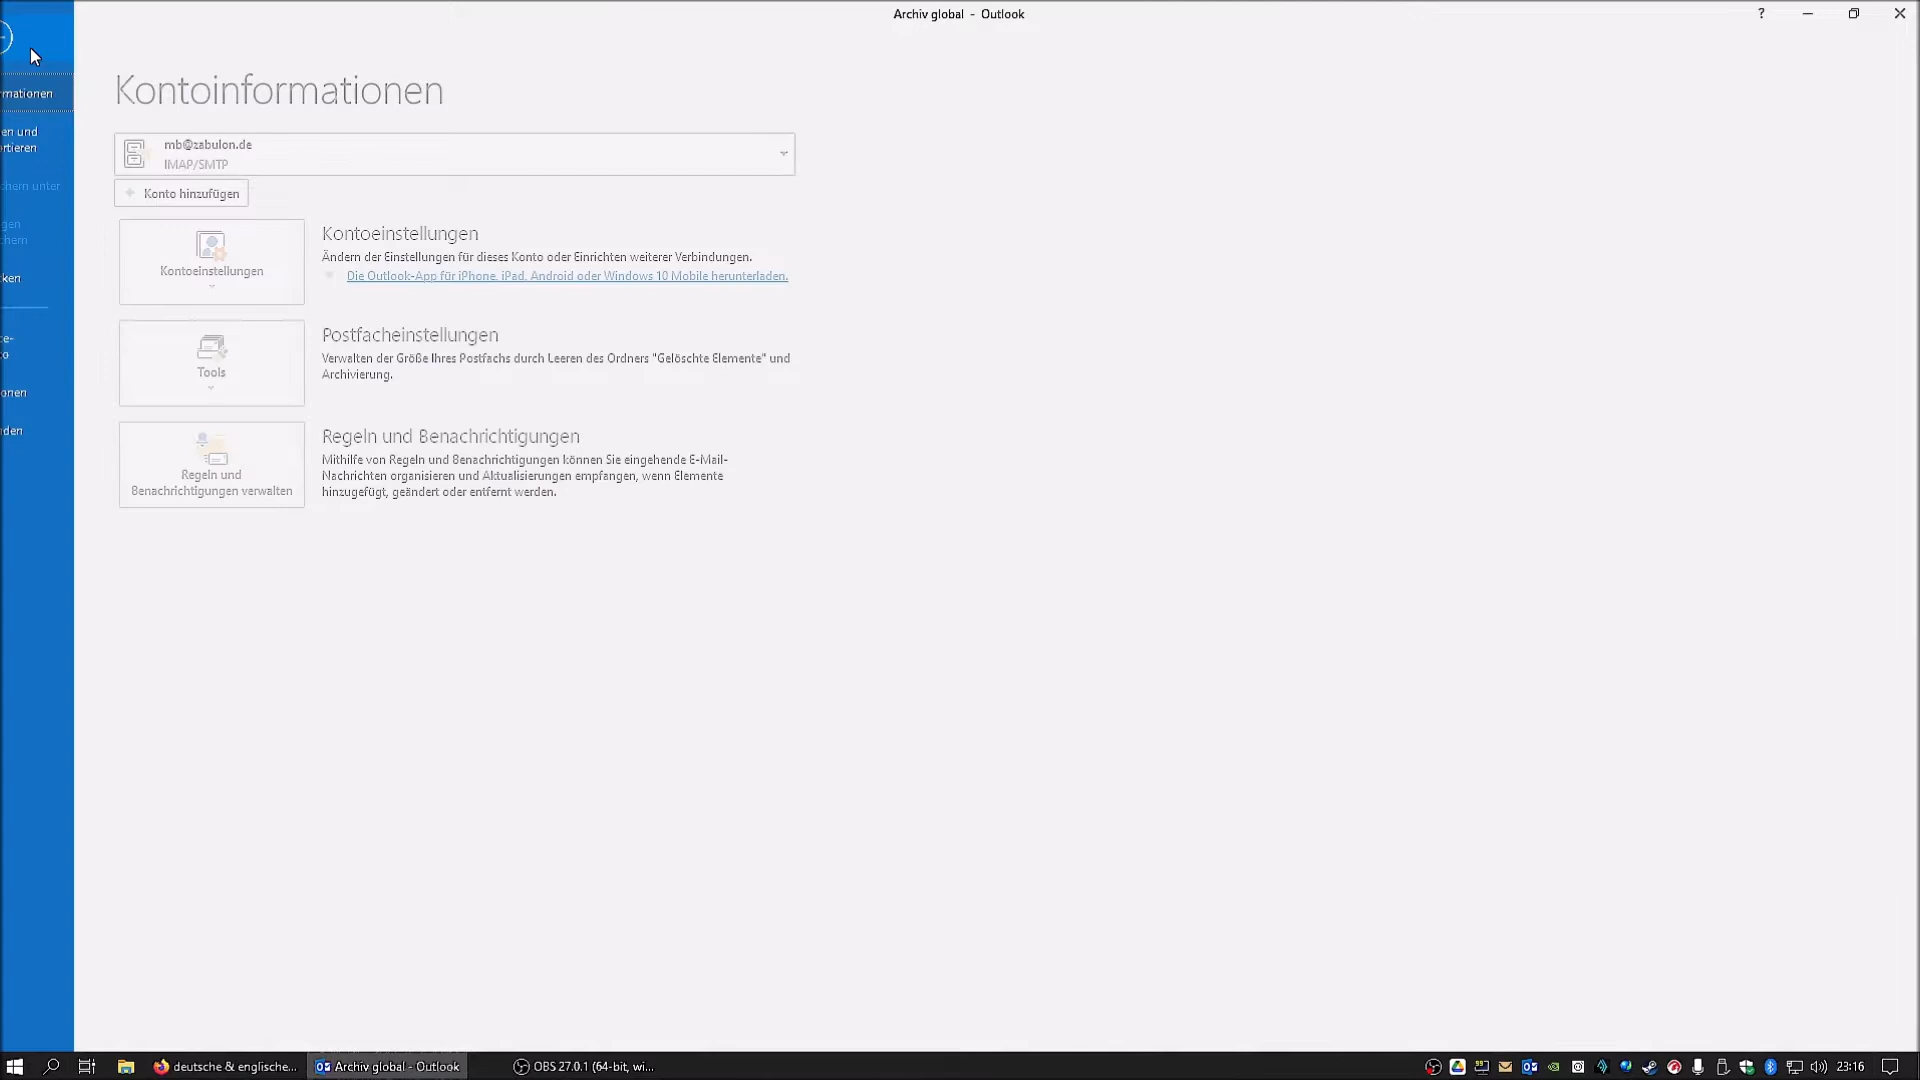 Archiv global - Outlook
?
rmationen
en und
rtieren
chern unter
gen
chern
ken
ce-
o
onen
den
Kontoinformationen
mb@zabulon.de
IMAP/SMTP
Konto hinzufügen
Kontoeinstellungen
Kontoeinstellungen
Ändern der Einstellungen für dieses Konto oder Einrichten weiterer Verbindungen.
Die Outlook-App für iPhone, iPad, Android oder Windows 10 Mobile herunterladen.
Tools
Postfacheinstellungen
Verwalten der Größe Ihres Postfachs durch Leeren des Ordners "Gelöschte Elemente" und
Archivierung.
Regeln und
Benachrichtigungen verwalten
Regeln und Benachrichtigungen
Mithilfe von Regeln und Benachrichtigungen können Sie eingehende E-Mail-
Nachrichten organisieren und Aktualisierungen empfangen, wenn Elemente
hinzugefügt, geändert oder entfernt werden.
deutsche & englische...
Archiv global - Outlook
OBS 27.0.1 (64-bit, wi...
23:16